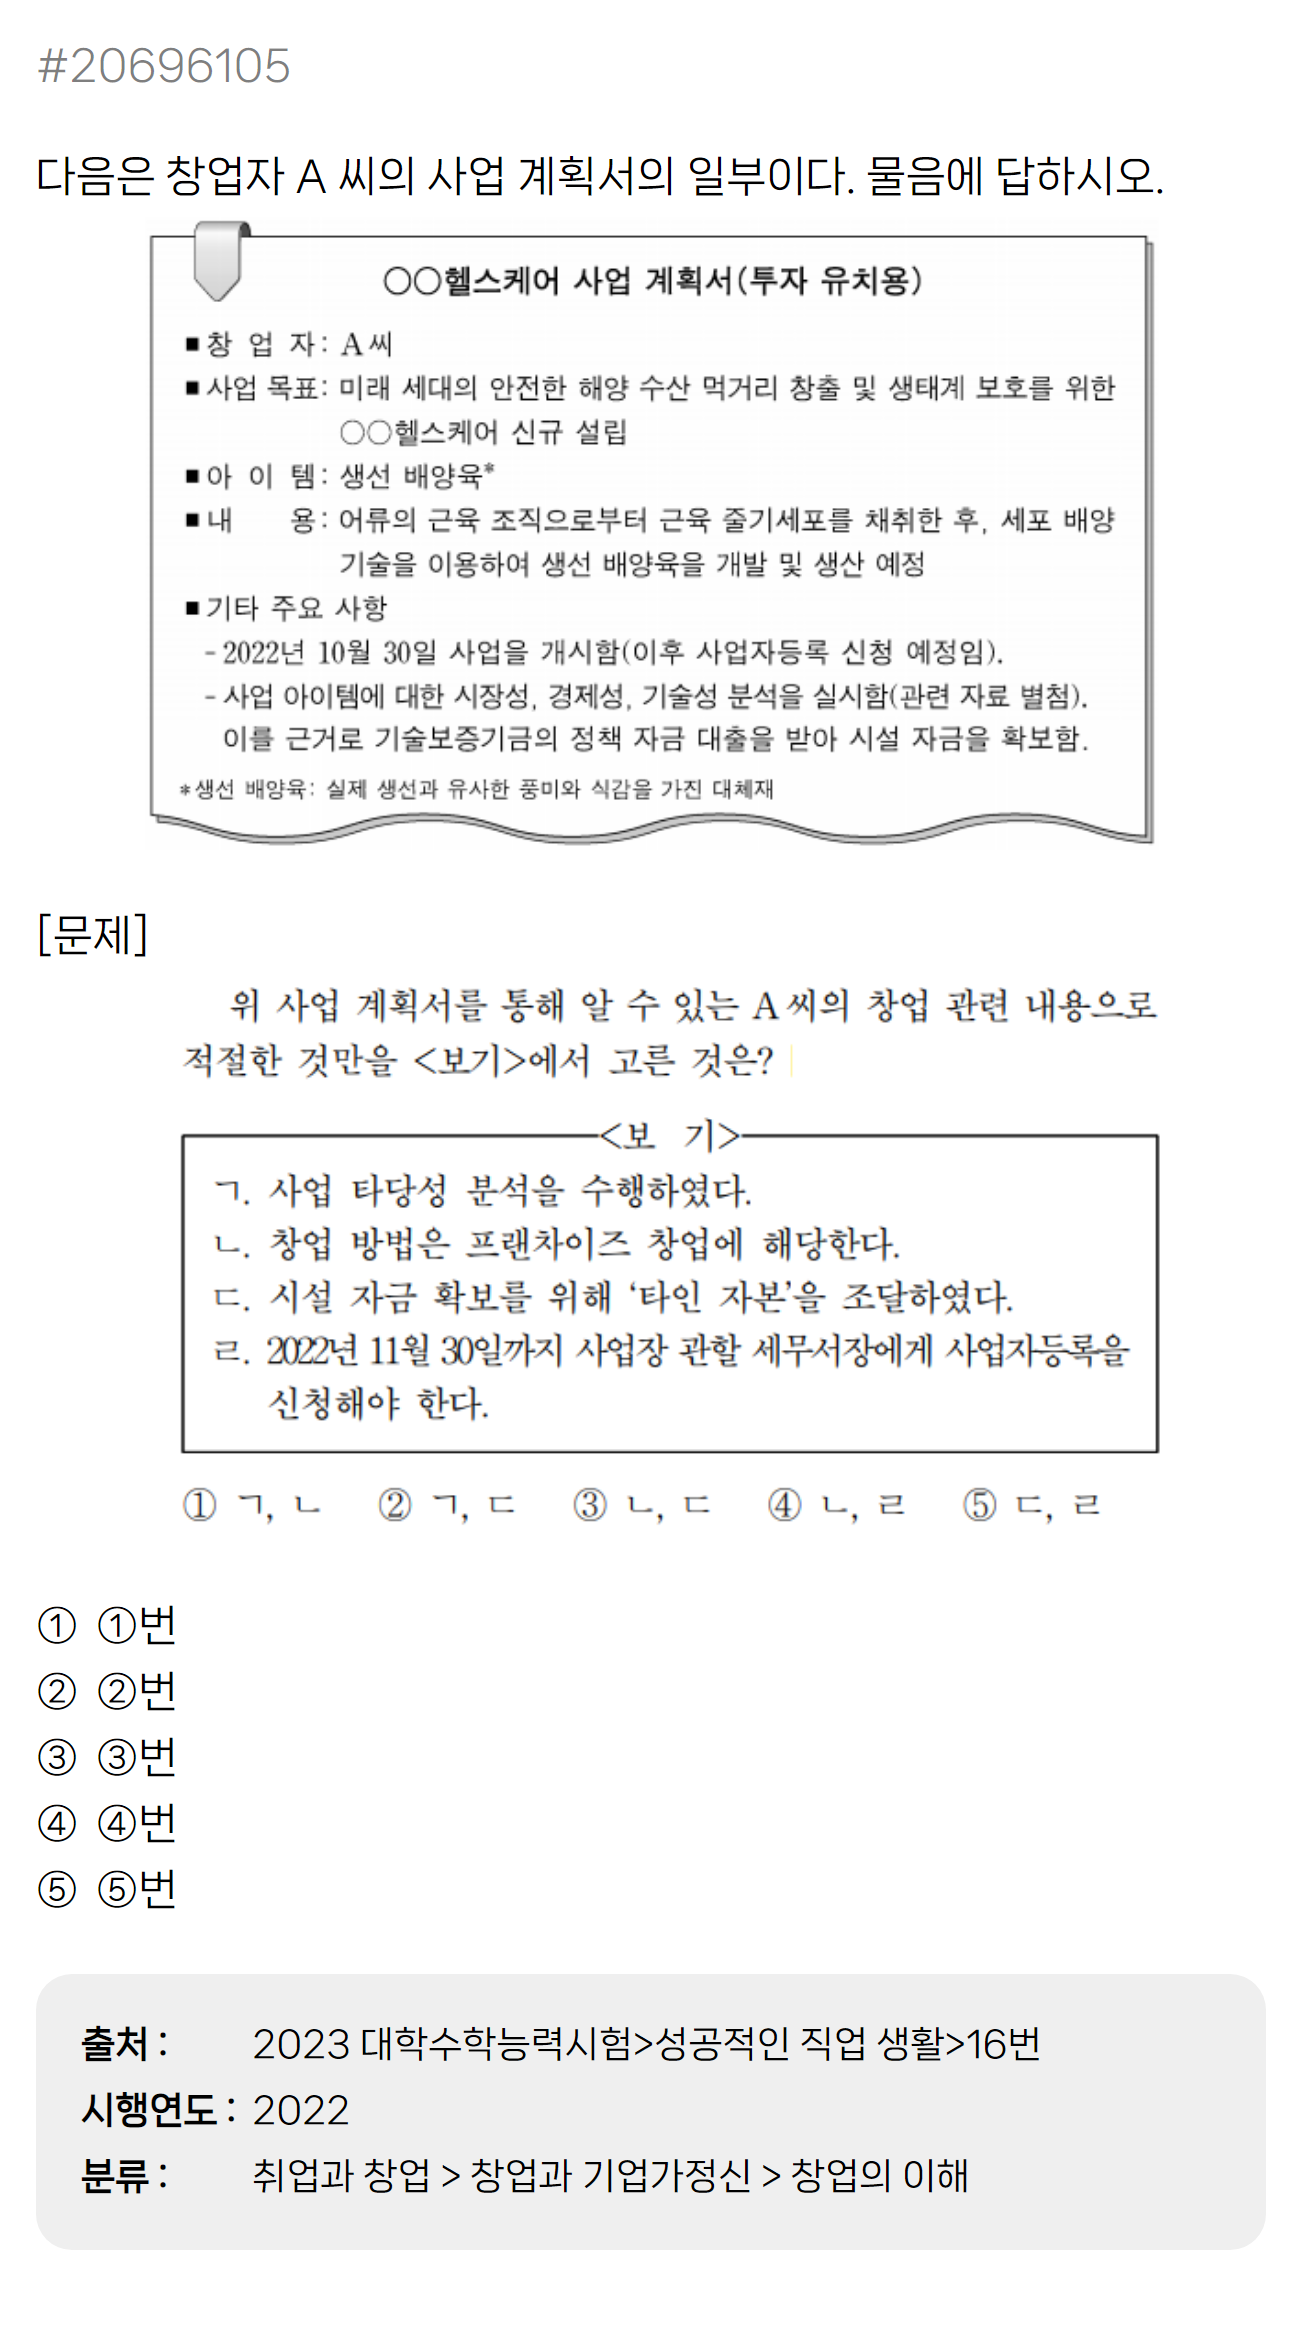 #20696105
다음은 창업자 A 씨의 사업 계획서의 일부이다. 물음에 답하시오.
○○헬스케어 사업 계획서(투자 유치용)
■ 창 업 자: A 씨
■ 사업 목표: 미래 세대의 안전한 해양 수산 먹거리 창출 및 생태계 보호를 위한
○○헬스케어 신규 설립
■ 아 이 템: 생선 배양육*
■ 내 용: 어류의 근육 조직으로부터 근육 줄기세포를 채취한 후, 세포 배양
기술을 이용하여 생선 배양육을 개발 및 생산 예정
■ 기타 주요 사항
- 2022년 10월 30일 사업을 개시함(이후 사업자등록 신청 예정임).
- 사업 아이템에 대한 시장성, 경제성, 기술성 분석을 실시함(관련 자료 별첨).
이를 근거로 기술보증기금의 정책 자금 대출을 받아 시설 자금을 확보함.
* 생선 배양육: 실제 생선과 유사한 풍미와 식감을 가진 대체재
[문제]
위 사업 계획서를 통해 알 수 있는 A 씨의 창업 관련 내용으로
적절한 것만을 <보기>에서 고른 것은?
<보 기>
ㄱ. 사업 타당성 분석을 수행하였다.
ㄴ. 창업 방법은 프랜차이즈 창업에 해당한다.
ㄷ. 시설 자금 확보를 위해 ‘타인 자본’을 조달하였다.
ㄹ. 2022년 11월 30일까지 사업장 관할 세무서장에게 사업자등록을
신청해야 한다.
① ㄱ, ㄴ ② ㄱ, ㄷ ③ ㄴ, ㄷ ④ ㄴ, ㄹ ⑤ ㄷ, ㄹ
① ①번
② ②번
③ ③번
④ ④번
⑤ ⑤번
출처 : 2023 대학수학능력시험>성공적인 직업 생활>16번
시행연도 : 2022
분류 : 취업과 창업 > 창업과 기업가정신 > 창업의 이해